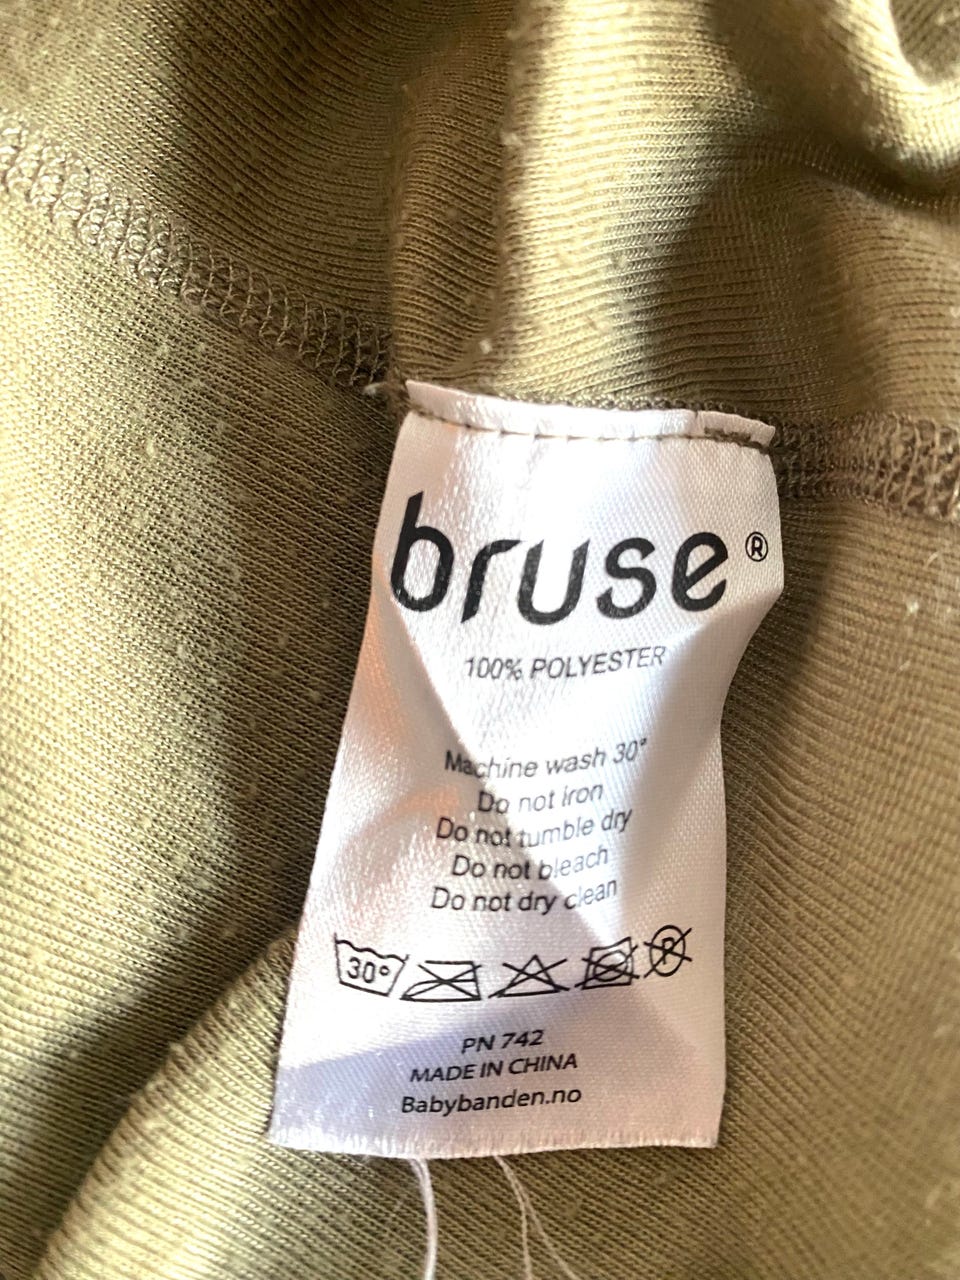 bruse®
100% POLYESTER
Machine wash 30°
Do not iron
Do not tumble dry
Do not bleach
Do not dry clean
30° P
PN 742
MADE IN CHINA
Babybanden.no